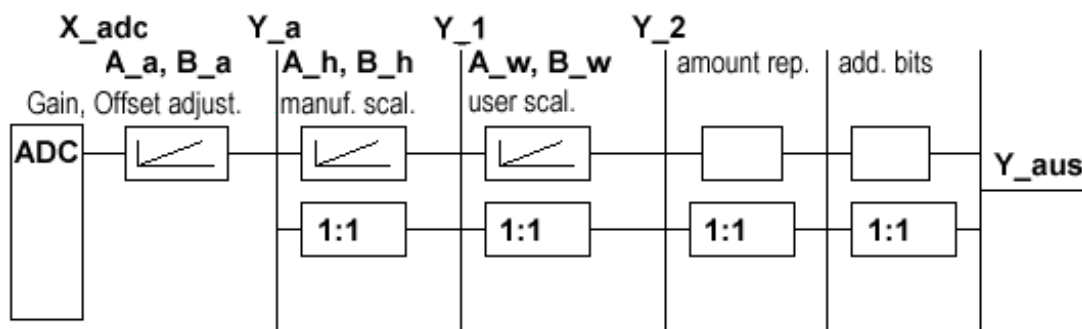 X_adc Y_a Y_1 Y_2
A_a, B_a A_h, B_h A_w, B_w amount rep. add. bits
Gain, Offset adjust. manuf. scal. user scal.
ADC
Y_aus
1:1 1:1 1:1 1:1